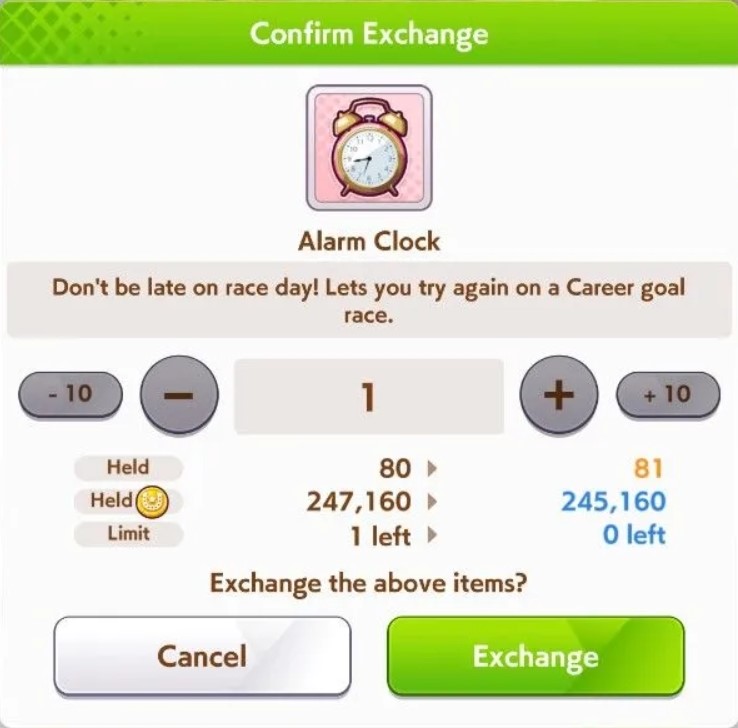 Confirm Exchange
Alarm Clock
Don't be late on race day! Lets you try again on a Career goal
race.
- 10 − 1 + + 10
Held 80 81
Held 247,160 245,160
Limit 1 left 0 left
Exchange the above items?
Cancel Exchange